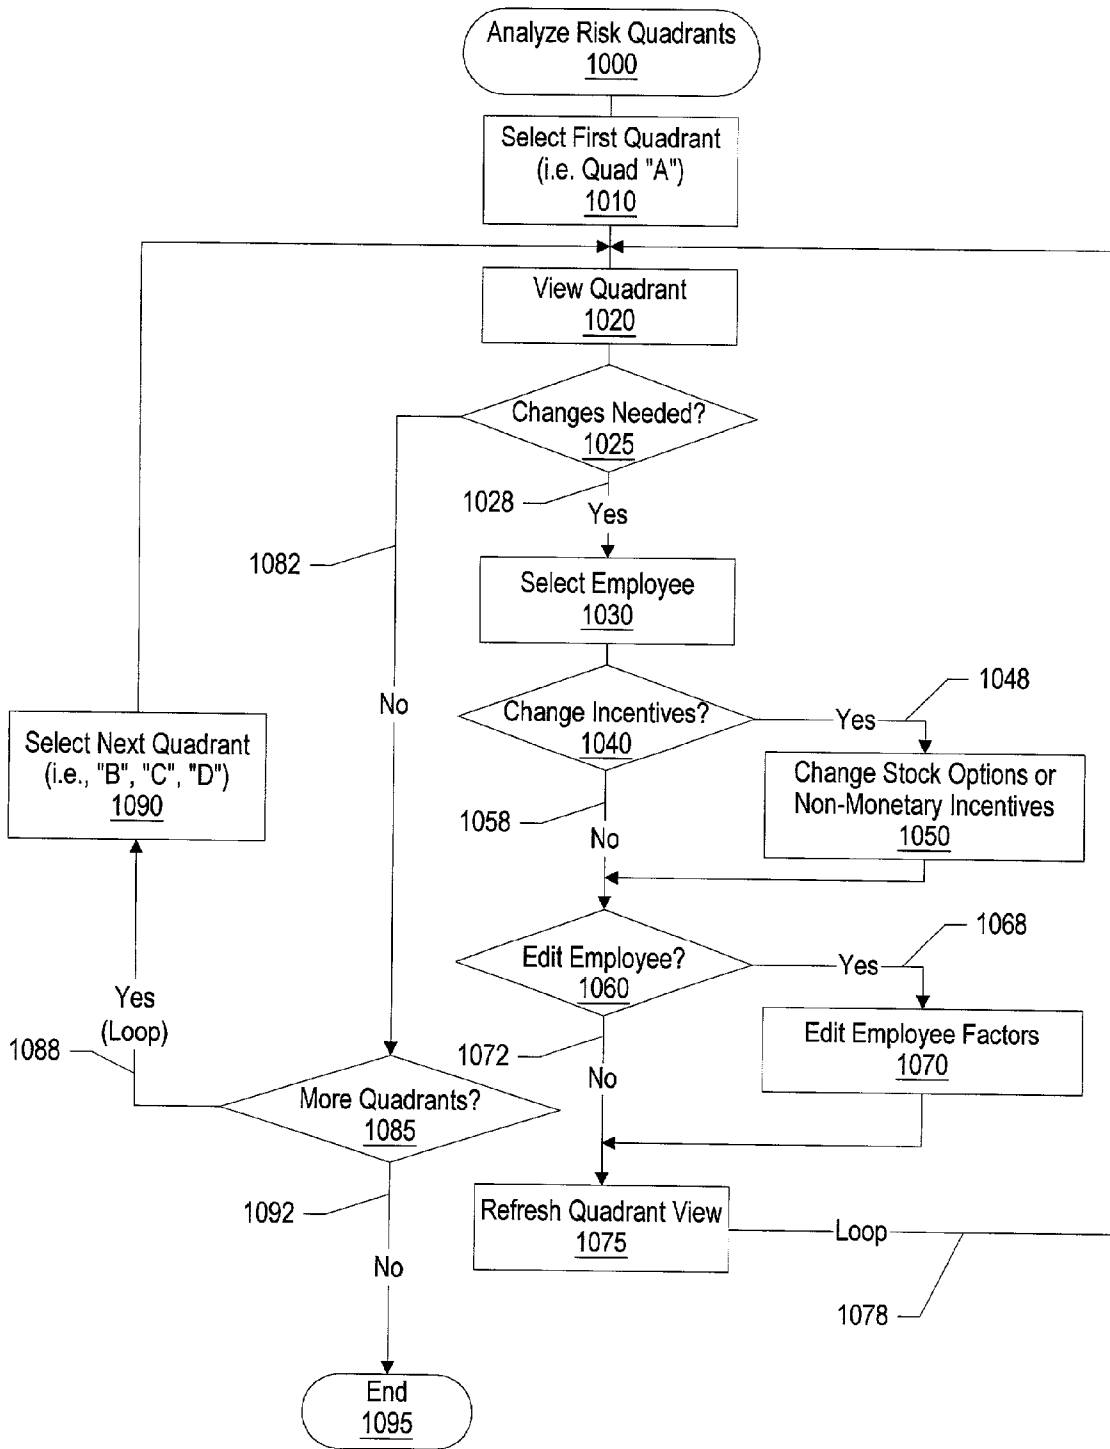 Analyze Risk Quadrants
1000
Select First Quadrant
(i.e. Quad "A")
1010
View Quadrant
1020
Changes Needed?
1025
1028
Yes
1082
No
Select Employee
1030
Change Incentives?
1040
Yes
1048
Change Stock Options or
Non-Monetary Incentives
1050
1058
No
Select Next Quadrant
(i.e., "B", "C", "D")
1090
Edit Employee?
1060
Yes
1068
Edit Employee Factors
1070
1072
No
Yes
(Loop)
1088
More Quadrants?
1085
1092
No
Refresh Quadrant View
1075
Loop
1078
End
1095